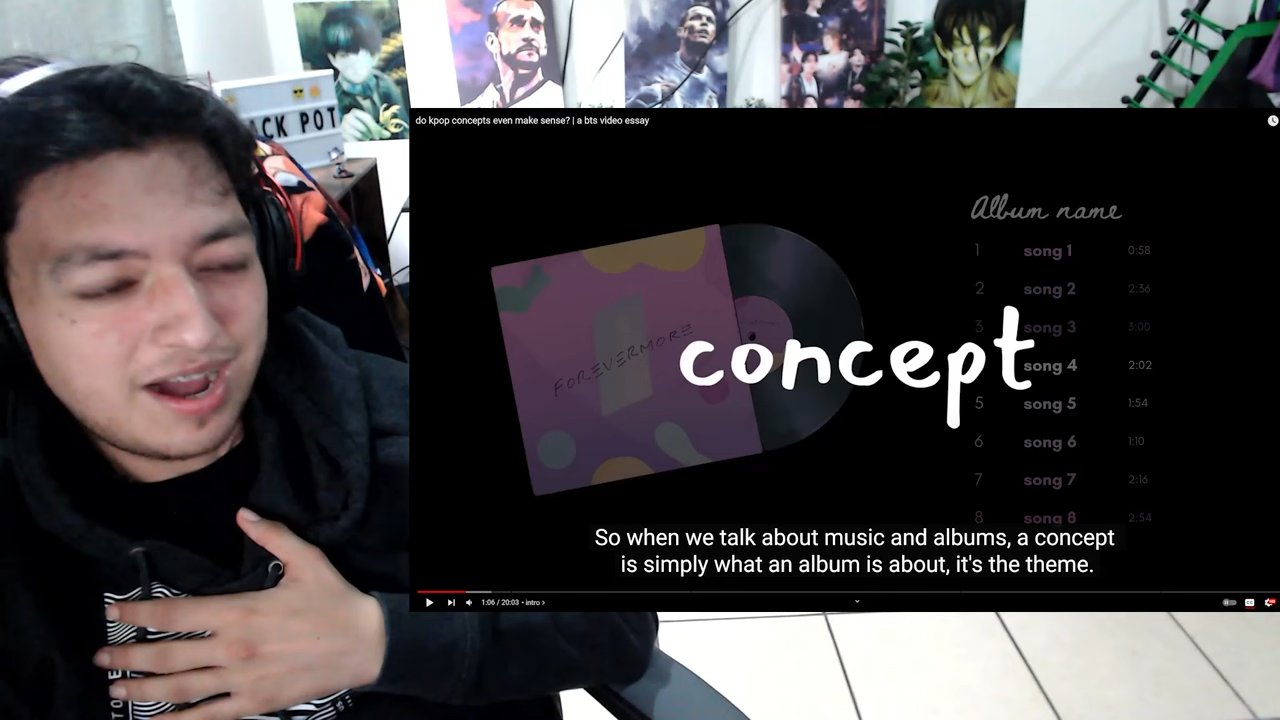 ACK POT
do kpop concepts even make sense? | a bts video essay
Album name
1 song 1 0:58
2 song 2 2:36
3 song 3 3:00
song 4 2:02
5 song 5 1:54
6 song 6 1:10
7 song 7 2:16
8 song 8 2:54
FOREVERMORE
concept
So when we talk about music and albums, a concept
is simply what an album is about, it's the theme.
1:06 / 20:03 • intro ›